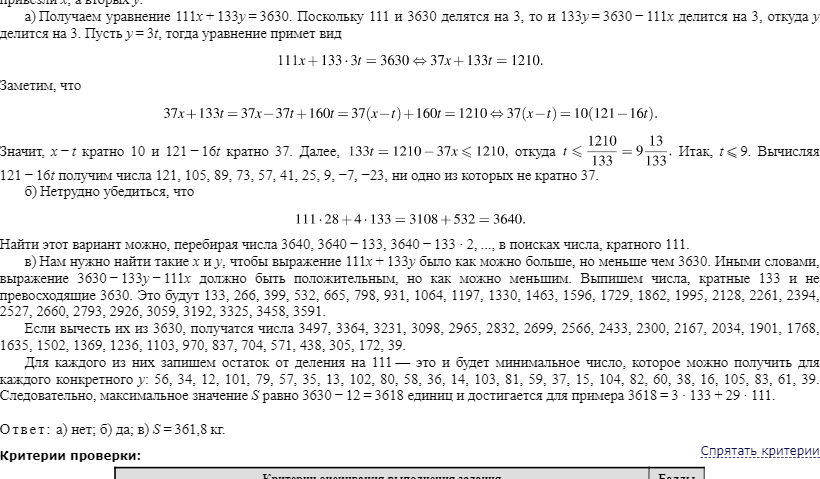 привезли x, а вторых y.
а) Получаем уравнение 111x + 133y = 3630. Поскольку 111 и 3630 делятся на 3, то и 133y = 3630 − 111x делится на 3, откуда y
делится на 3. Пусть y = 3t, тогда уравнение примет вид
111x + 133 · 3t = 3630 ⇔ 37x + 133t = 1210.
Заметим, что
37x + 133t = 37x − 37t + 160t = 37(x − t) + 160t = 1210 ⇔ 37(x − t) = 10(121 − 16t).
Значит, x − t кратно 10 и 121 − 16t кратно 37. Далее, 133t = 1210 − 37x ⩽ 1210, откуда t ⩽ 1210/133 = 9 13/133. Итак, t ⩽ 9. Вычисляя
121 − 16t получим числа 121, 105, 89, 73, 57, 41, 25, 9, −7, −23, ни одно из которых не кратно 37.
б) Нетрудно убедиться, что
111 · 28 + 4 · 133 = 3108 + 532 = 3640.
Найти этот вариант можно, перебирая числа 3640, 3640 − 133, 3640 − 133 · 2, ..., в поисках числа, кратного 111.
в) Нам нужно найти такие x и y, чтобы выражение 111x + 133y было как можно больше, но меньше чем 3630. Иными словами,
выражение 3630 − 133y − 111x должно быть положительным, но как можно меньшим. Выпишем числа, кратные 133 и не
превосходящие 3630. Это будут 133, 266, 399, 532, 665, 798, 931, 1064, 1197, 1330, 1463, 1596, 1729, 1862, 1995, 2128, 2261, 2394,
2527, 2660, 2793, 2926, 3059, 3192, 3325, 3458, 3591.
Если вычесть их из 3630, получатся числа 3497, 3364, 3231, 3098, 2965, 2832, 2699, 2566, 2433, 2300, 2167, 2034, 1901, 1768,
1635, 1502, 1369, 1236, 1103, 970, 837, 704, 571, 438, 305, 172, 39.
Для каждого из них запишем остаток от деления на 111 — это и будет минимальное число, которое можно получить для
каждого конкретного y: 56, 34, 12, 101, 79, 57, 35, 13, 102, 80, 58, 36, 14, 103, 81, 59, 37, 15, 104, 82, 60, 38, 16, 105, 83, 61, 39.
Следовательно, максимальное значение S равно 3630 − 12 = 3618 единиц и достигается для примера 3618 = 3 · 133 + 29 · 111.
Ответ: а) нет; б) да; в) S = 361,8 кг.
Критерии проверки:
Спрятать критерии
Критерии оценивания выполнения задания
Баллы